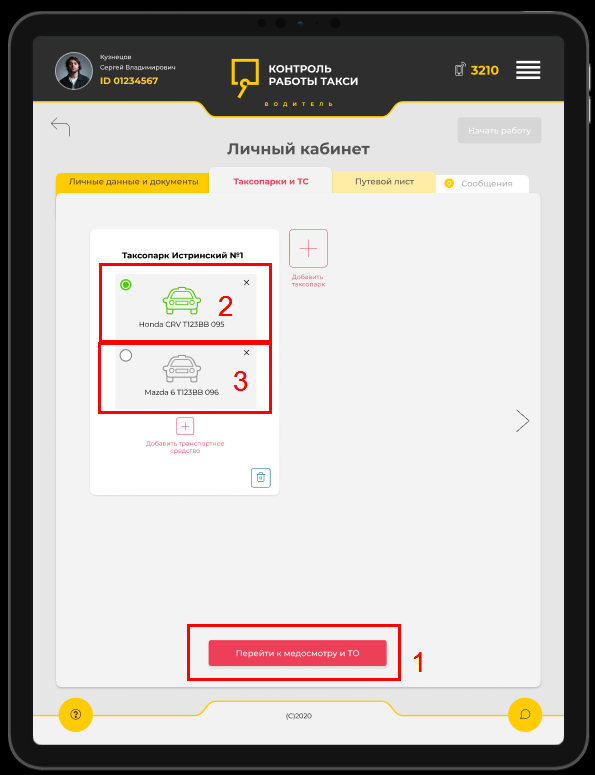 Кузнецов
Сергей Владимирович
ID 01234567
КОНТРОЛЬ
РАБОТЫ ТАКСИ
ВОДИТЕЛЬ
3210
Начать работу
Личный кабинет
Личные данные и документы
Таксопарки и ТС
Путевой лист
0 Сообщения
Таксопарк Истринский №1
Добавить
таксопарк
2
Honda CRV T123BB 095
3
Mazda 6 T123BB 096
Добавить транспортное
средство
Перейти к медосмотру и ТО
1
(C)2020